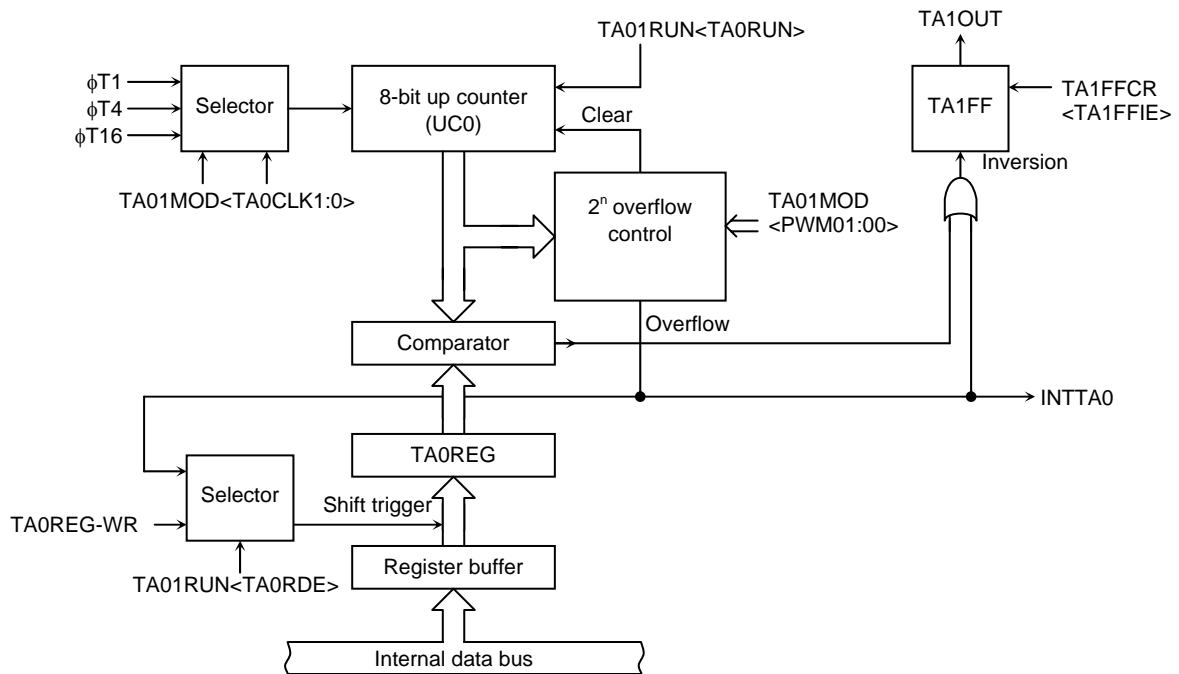 TA01RUN<TA0RUN>
TA1OUT
ϕT1
ϕT4
ϕT16
Selector
8-bit up counter
(UC0)
TA1FF
TA1FFCR
<TA1FFIE>
Clear
Inversion
TA01MOD<TA0CLK1:0>
2ⁿ overflow
control
TA01MOD
<PWM01:00>
Overflow
Comparator
INTTA0
TA0REG
Selector
Shift trigger
TA0REG-WR
Register buffer
TA01RUN<TA0RDE>
Internal data bus